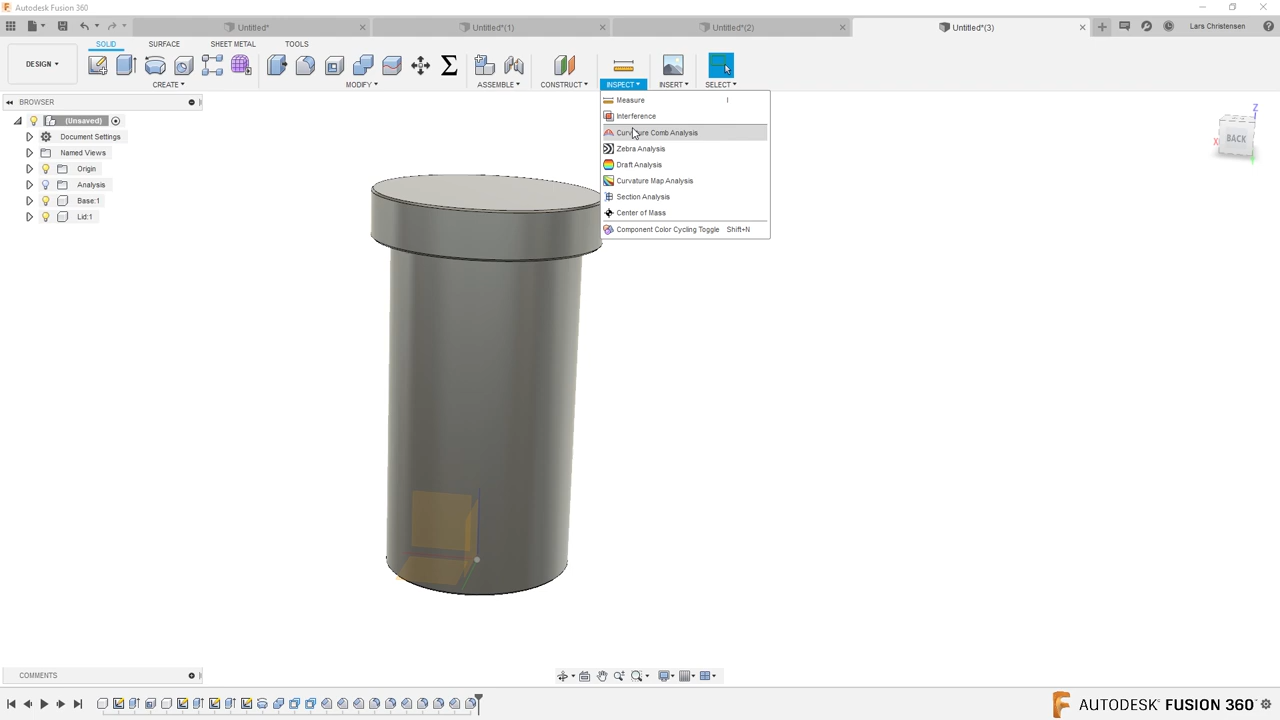 Autodesk Fusion 360
Untitled*
Untitled*(1)
Untitled*(2)
Untitled*(3)
Lars Christensen
DESIGN
SOLID
SURFACE
SHEET METAL
TOOLS
CREATE
MODIFY
ASSEMBLE
CONSTRUCT
INSPECT
INSERT
SELECT
BROWSER
(Unsaved)
Document Settings
Named Views
Origin
Analysis
Base:1
Lid:1
Measure I
Interference
Curvature Comb Analysis
Zebra Analysis
Draft Analysis
Curvature Map Analysis
Section Analysis
Center of Mass
Component Color Cycling Toggle Shift+N
Z
BACK
X
COMMENTS
AUTODESK FUSION 360°